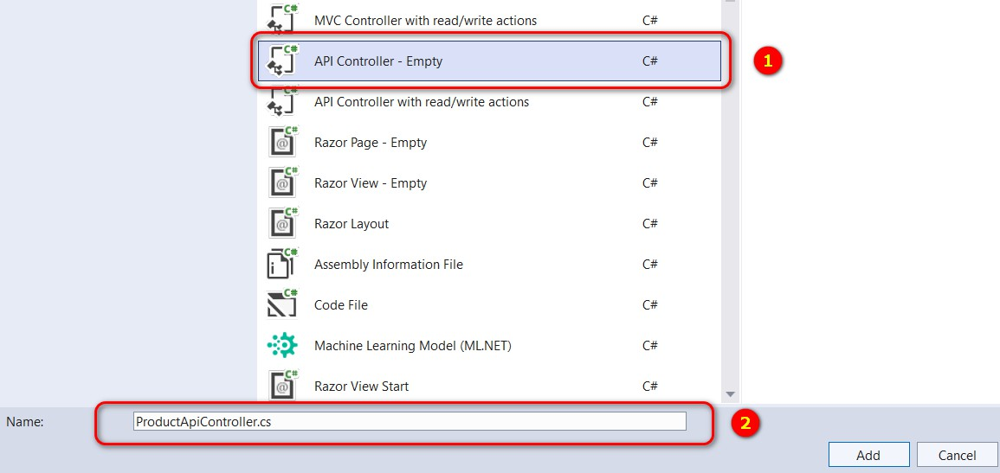 MVC Controller with read/write actions C#
API Controller - Empty C#
1
API Controller with read/write actions C#
Razor Page - Empty C#
Razor View - Empty C#
Razor Layout C#
Assembly Information File C#
Code File C#
Machine Learning Model (ML.NET) C#
Razor View Start C#
Name: ProductApiController.cs
2
Add Cancel